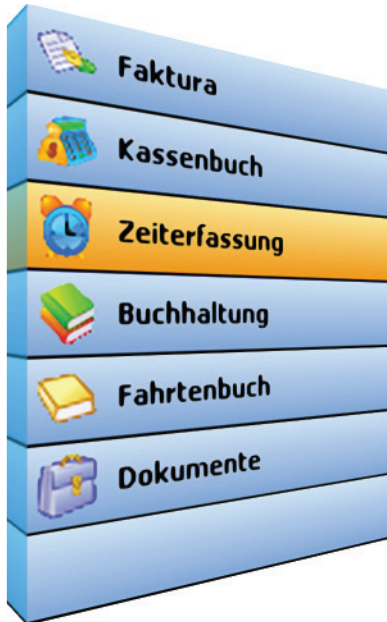 Faktura
Kassenbuch
Zeiterfassung
Buchhaltung
Fahrtenbuch
Dokumente